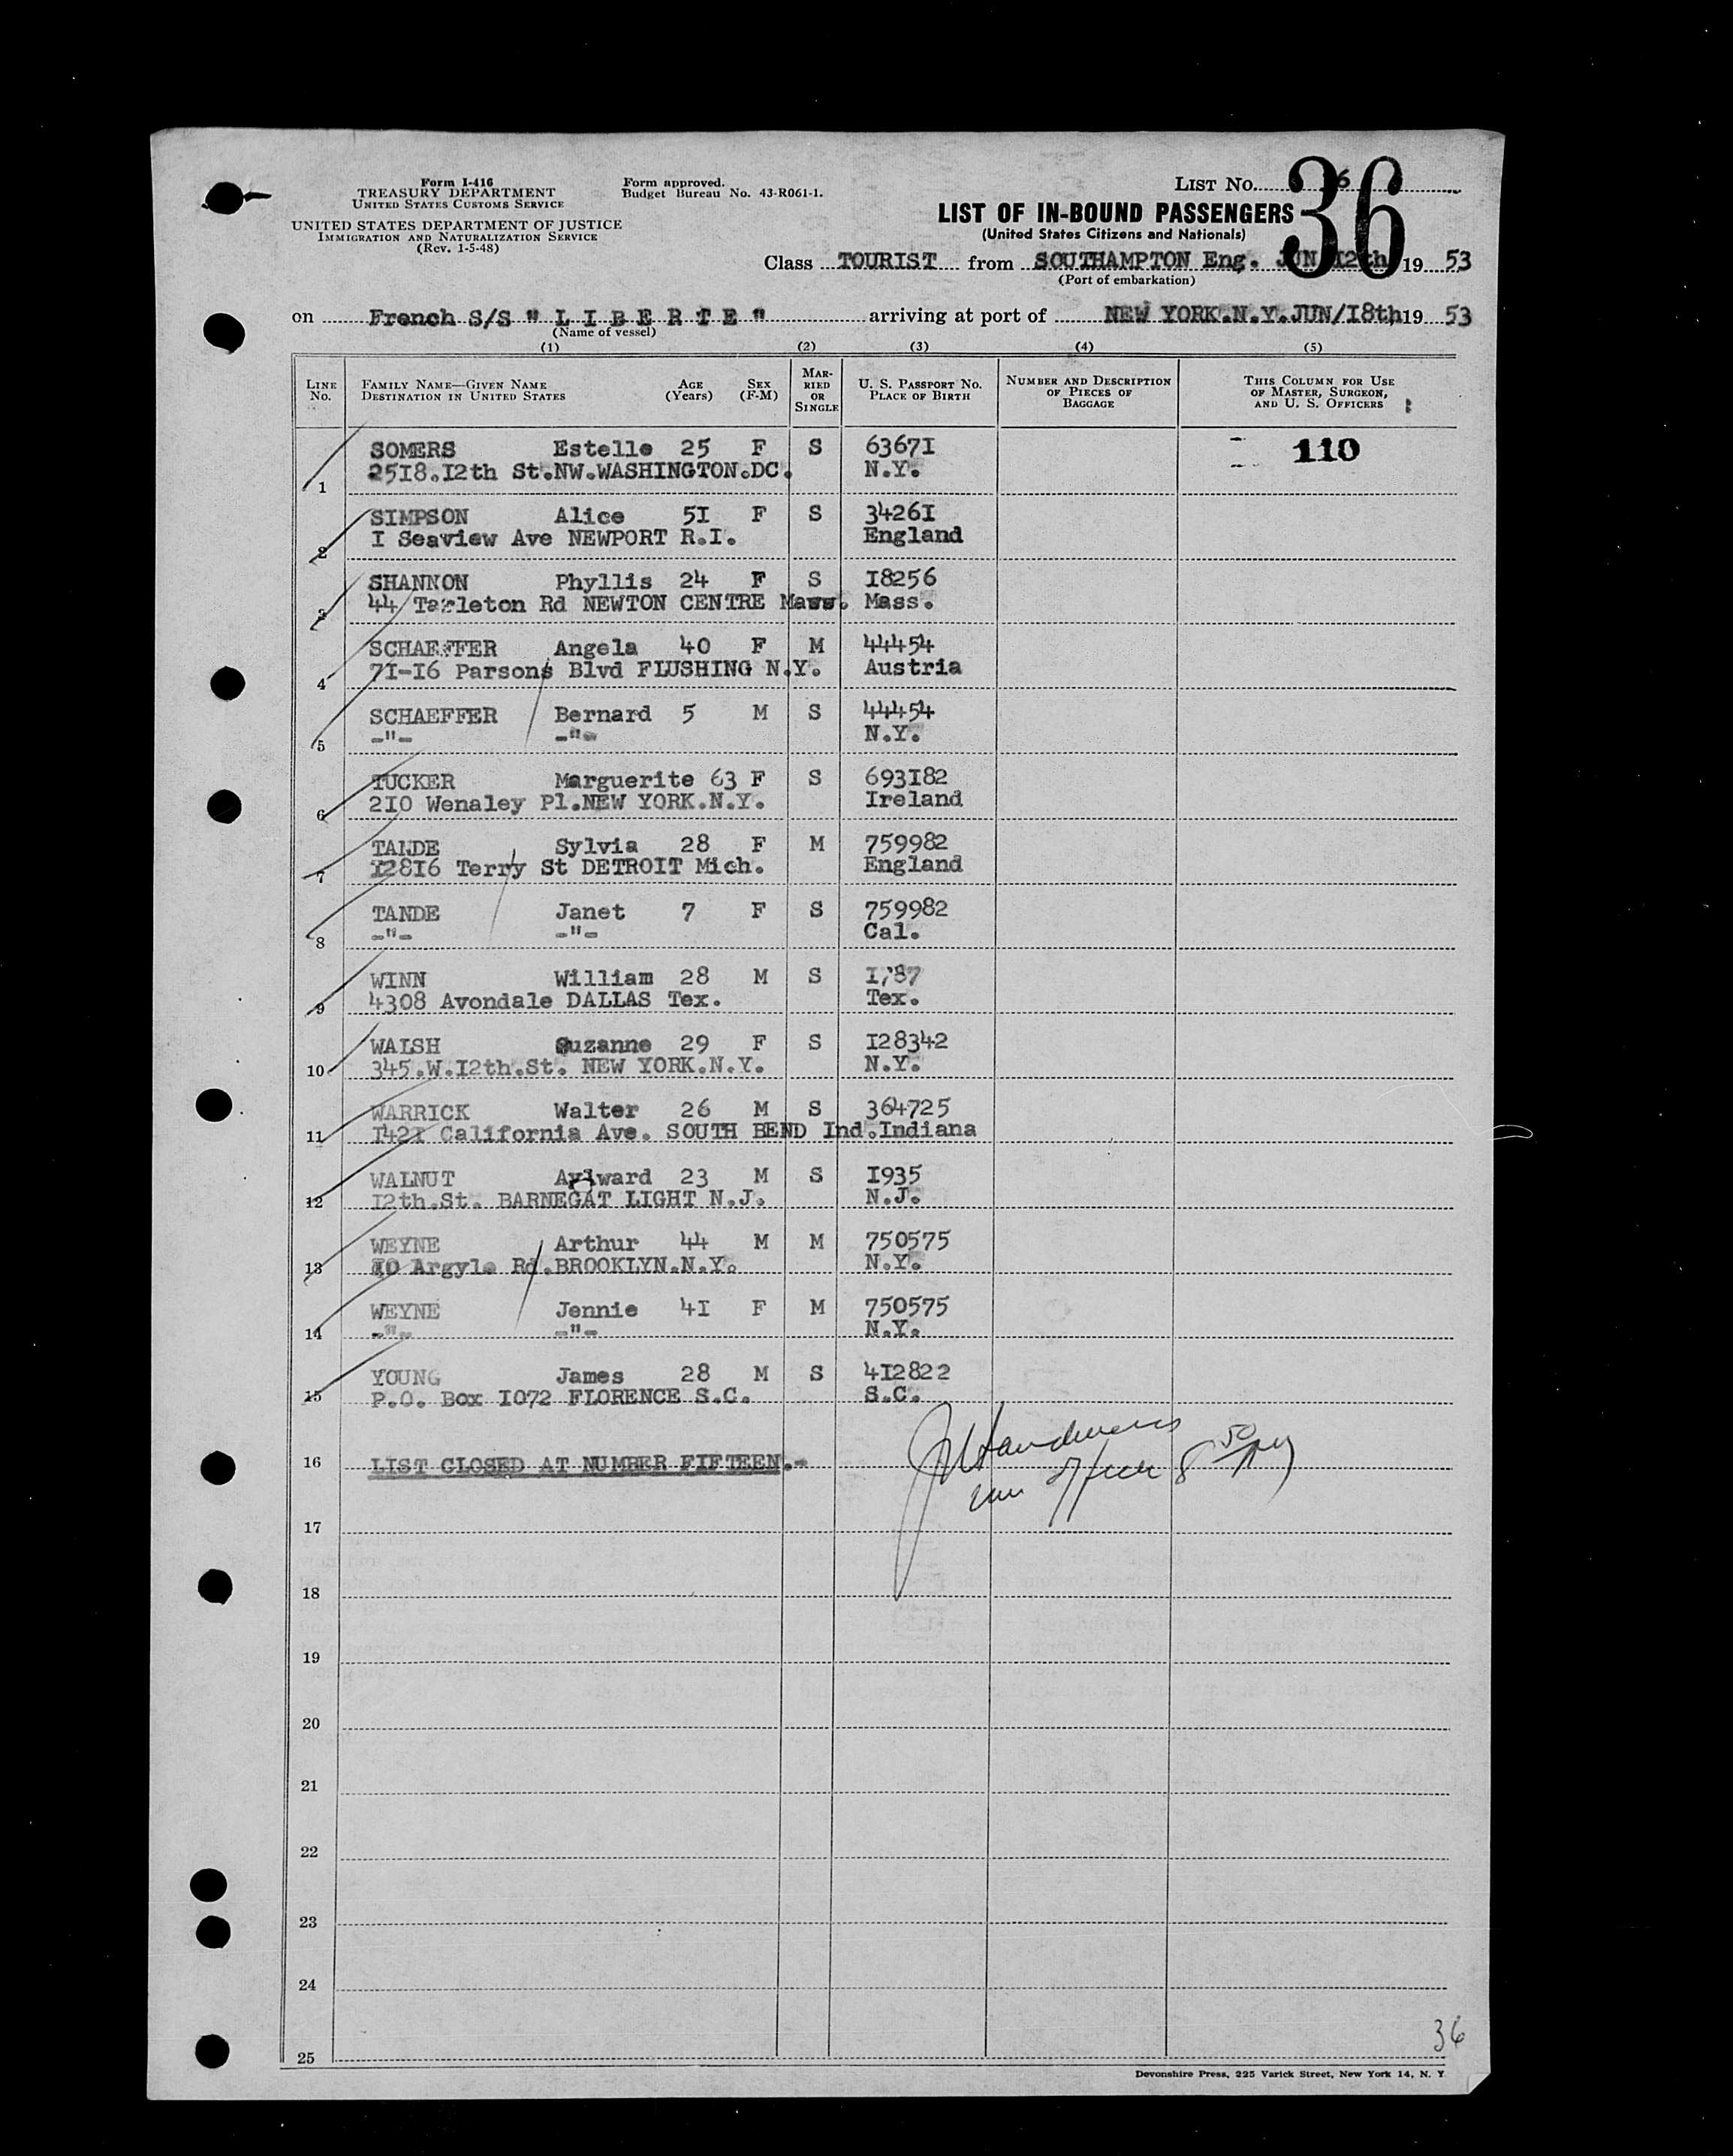 Form I-416
TREASURY DEPARTMENT
UNITED STATES CUSTOMS SERVICE
UNITED STATES DEPARTMENT OF JUSTICE
IMMIGRATION AND NATURALIZATION SERVICE
(Rev. 1-5-48)
Form approved.
Budget Bureau No. 43-R061-1.
LIST No. 36
LIST OF IN-BOUND PASSENGERS
(United States Citizens and Nationals)
Class TOURIST from SOUTHAMPTON Eng. JUN 12th, 19 53
(Port of embarkation)
on French S/S " L I B E R T E " arriving at port of NEW YORK.N.Y.JUN/18th19 53
(Name of vessel)
(1) (2) (3) (4) (5)
LINE No. FAMILY NAME—GIVEN NAME DESTINATION IN UNITED STATES AGE (Years) SEX (F-M) MARRIED OR SINGLE U. S. PASSPORT NO. PLACE OF BIRTH NUMBER AND DESCRIPTION OF PIECES OF BAGGAGE THIS COLUMN FOR USE OF MASTER, SURGEON, AND U. S. OFFICERS
SOMERS Estelle 25 F S 63671 110
1 2518.12th St.NW.WASHINGTON.DC. N.Y.
SIMPSON Alice 51 F S 34261
2 I Seaview Ave NEWPORT R.I. England
SHANNON Phyllis 24 F S 18256
3 44 Tarleton Rd NEWTON CENTRE Mass. Mass.
SCHAEFFER Angela 40 F M 44454
4 71-16 Parsons Blvd FLUSHING N.Y. Austria
SCHAEFFER Bernard 5 M S 44454
5 -"- -"- N.Y.
TUCKER Marguerite 63 F S 693182
6 210 Wenaley Pl.NEW YORK.N.Y. Ireland
TANDE Sylvia 28 F M 759982
7 12816 Terry St DETROIT Mich. England
TANDE Janet 7 F S 759982
8 -"- -"- Cal.
WINN William 28 M S
9 4308 Avondale DALLAS Tex. Tex.
WALSH Suzanne 29 F S 128342
10 345.W.12th.St. NEW YORK.N.Y. N.Y.
WARRICK Walter 26 M S 364725
11 1421 California Ave. SOUTH BEND Ind.Indiana
WALNUT Aylward 23 M S 1935
12 12th.St. BARNEGAT LIGHT N.J. N.J.
WEYNE Arthur 44 M M 750575
13 Argyle Rd.BROOKLYN.N.Y. N.Y.
WEYNE Jennie 41 F M 750575
14 -"- -"- N.Y.
YOUNG James 28 M S 412822
15 P.O. Box 1072 FLORENCE S.C. S.C.
16 LIST CLOSED AT NUMBER FIFTEEN.-
17
18
19
20
21
22
23
24
25
36
Devonshire Press, 225 Varick Street, New York 14, N. Y.